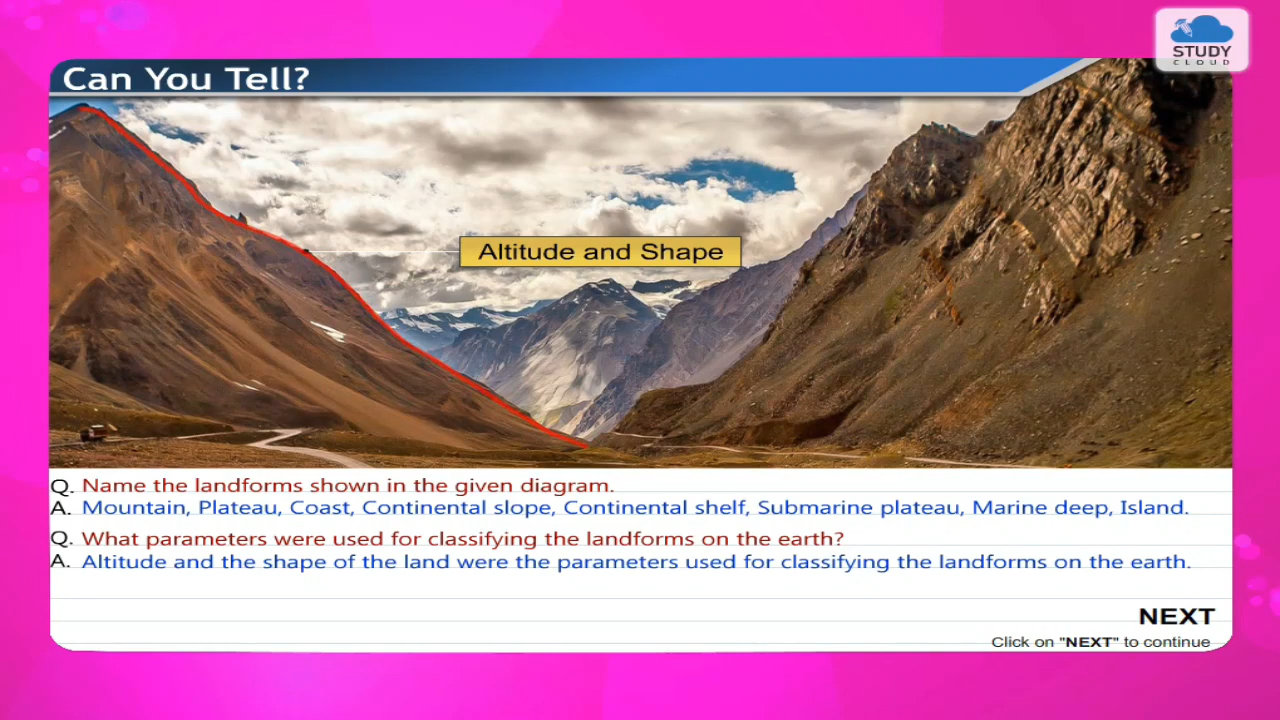 STUDY
CLOUD
Can You Tell?
Altitude and Shape
Q. Name the landforms shown in the given diagram.
A. Mountain, Plateau, Coast, Continental slope, Continental shelf, Submarine plateau, Marine deep, Island.
Q. What parameters were used for classifying the landforms on the earth?
A. Altitude and the shape of the land were the parameters used for classifying the landforms on the earth.
NEXT
Click on "NEXT" to continue